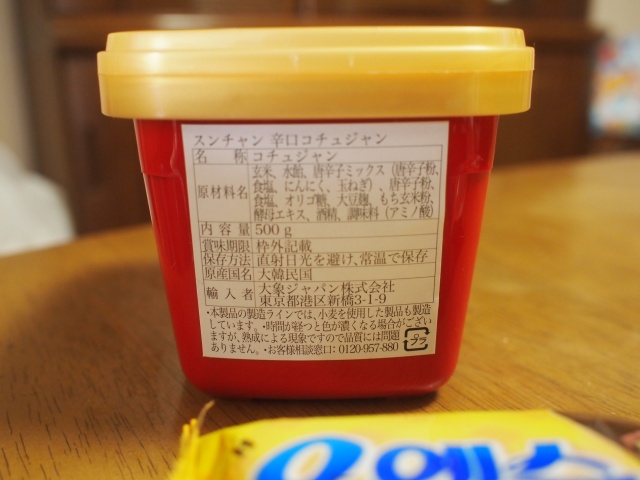 スンチャン 辛口コチュジャン
名称 コチュジャン
原材料名 玄米、水飴、唐辛子ミックス（唐辛子粉、
食塩、にんにく、玉ねぎ）、唐辛子粉、
食塩、オリゴ糖、大豆麹、もち玄米粉、
酵母エキス、酒精、調味料（アミノ酸）
内容量 500g
賞味期限 枠外記載
保存方法 直射日光を避け、常温で保存
原産国名 大韓民国
輸入者 大象ジャパン株式会社
東京都港区新橋3-1-9
・本製品の製造ラインでは、小麦を使用した製品も製造
しています。・時間が経つと色が濃くなる場合がござい
ますが、熟成による現象ですので品質には問題
ありません。・お客様相談窓口：0120-957-880
プラ
오예스